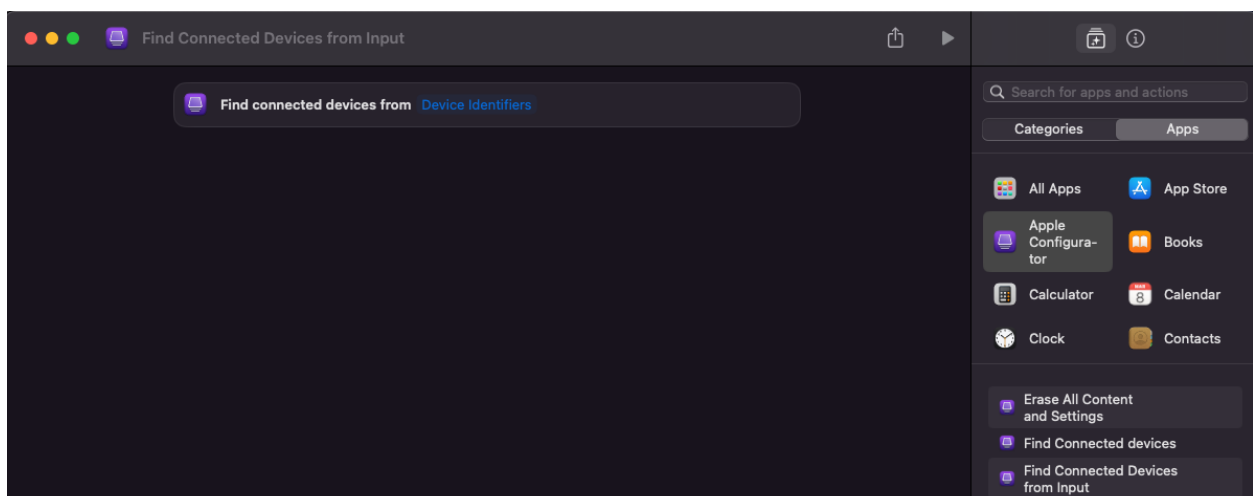 Find Connected Devices from Input
Find connected devices from Device Identifiers
Search for apps and actions
Categories
Apps
All Apps
App Store
Apple
Configura-
tor
Books
Calculator
8
Calendar
Clock
Contacts
Erase All Content
and Settings
Find Connected devices
Find Connected Devices
from Input